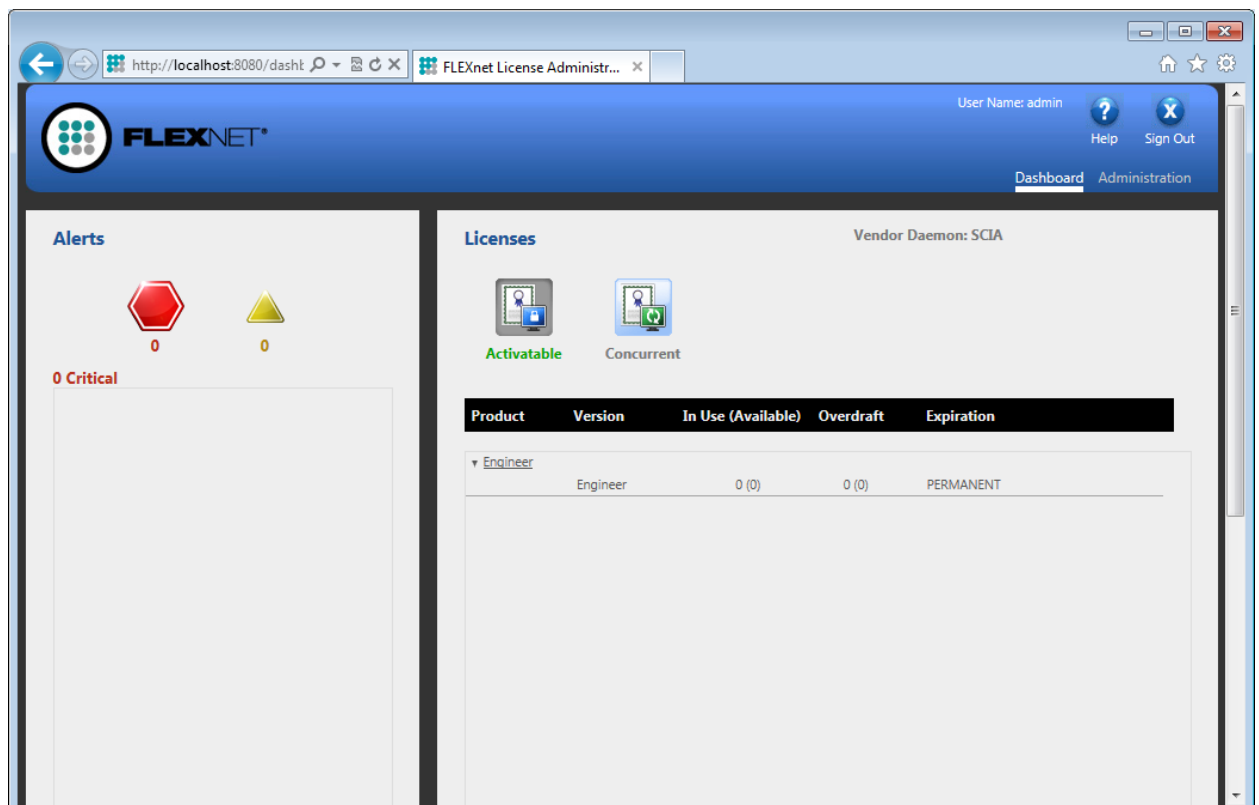 http://localhost:8080/dasht
FLEXnet License Administr...
User Name: admin
FLEXNET
Help
Sign Out
Dashboard
Administration
Alerts
0
0
0 Critical
Licenses
Vendor Daemon: SCIA
Activatable
Concurrent
Product Version In Use (Available) Overdraft Expiration
Engineer
Engineer 0 (0) 0 (0) PERMANENT